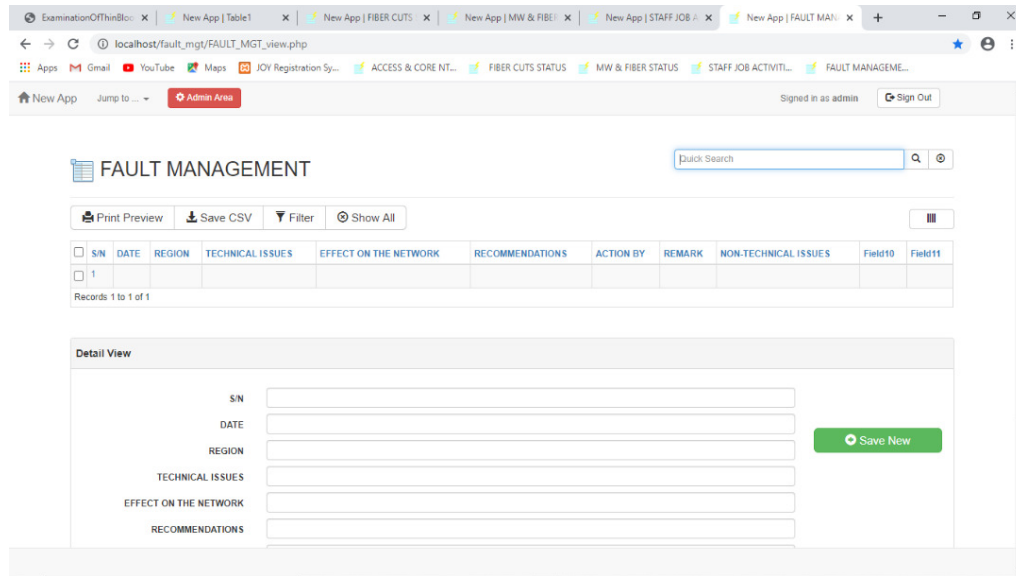 ExaminationOfThinBloo New App | Table1 New App | FIBER CUTS New App | MW & FIBER New App | STAFF JOB A New App | FAULT MAN
localhost/fault_mgt/FAULT_MGT_view.php
Apps Gmail YouTube Maps JOY Registration Sy... ACCESS & CORE NT... FIBER CUTS STATUS MW & FIBER STATUS STAFF JOB ACTIVITI... FAULT MANAGEME...
New App Jump to ... Admin Area Signed in as admin Sign Out
FAULT MANAGEMENT Quick Search
Print Preview Save CSV Filter Show All
S/N DATE REGION TECHNICAL ISSUES EFFECT ON THE NETWORK RECOMMENDATIONS ACTION BY REMARK NON-TECHNICAL ISSUES Field10 Field11
1
Records 1 to 1 of 1
Detail View
S/N
DATE
Save New
REGION
TECHNICAL ISSUES
EFFECT ON THE NETWORK
RECOMMENDATIONS